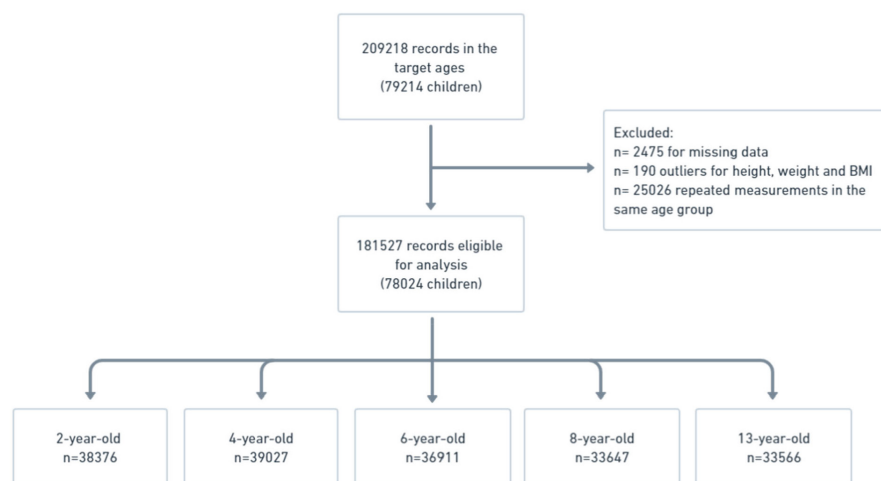 209218 records in the
target ages
(79214 children)
Excluded:
n= 2475 for missing data
n= 190 outliers for height, weight and BMI
n= 25026 repeated measurements in the
same age group
181527 records eligible
for analysis
(78024 children)
2-year-old
n=38376
4-year-old
n=39027
6-year-old
n=36911
8-year-old
n=33647
13-year-old
n=33566